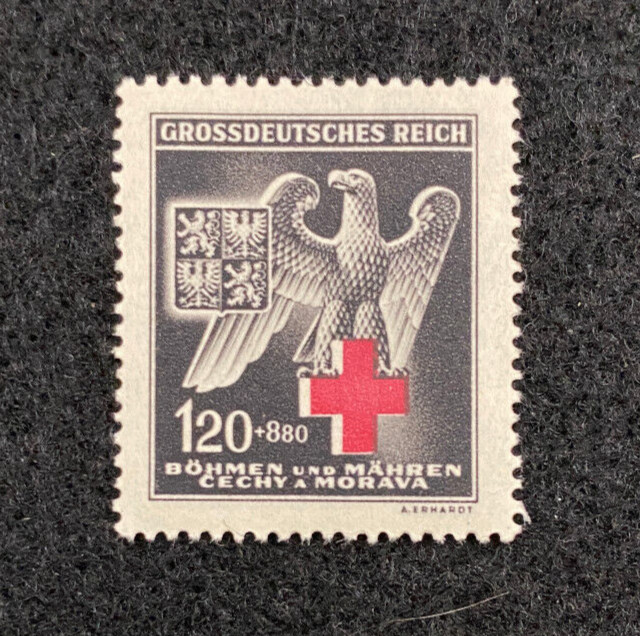 GROSSDEUTSCHES REICH
120+880
BÖHMEN UND MÄHREN
ČECHY A MORAVA
A. ERHARDT